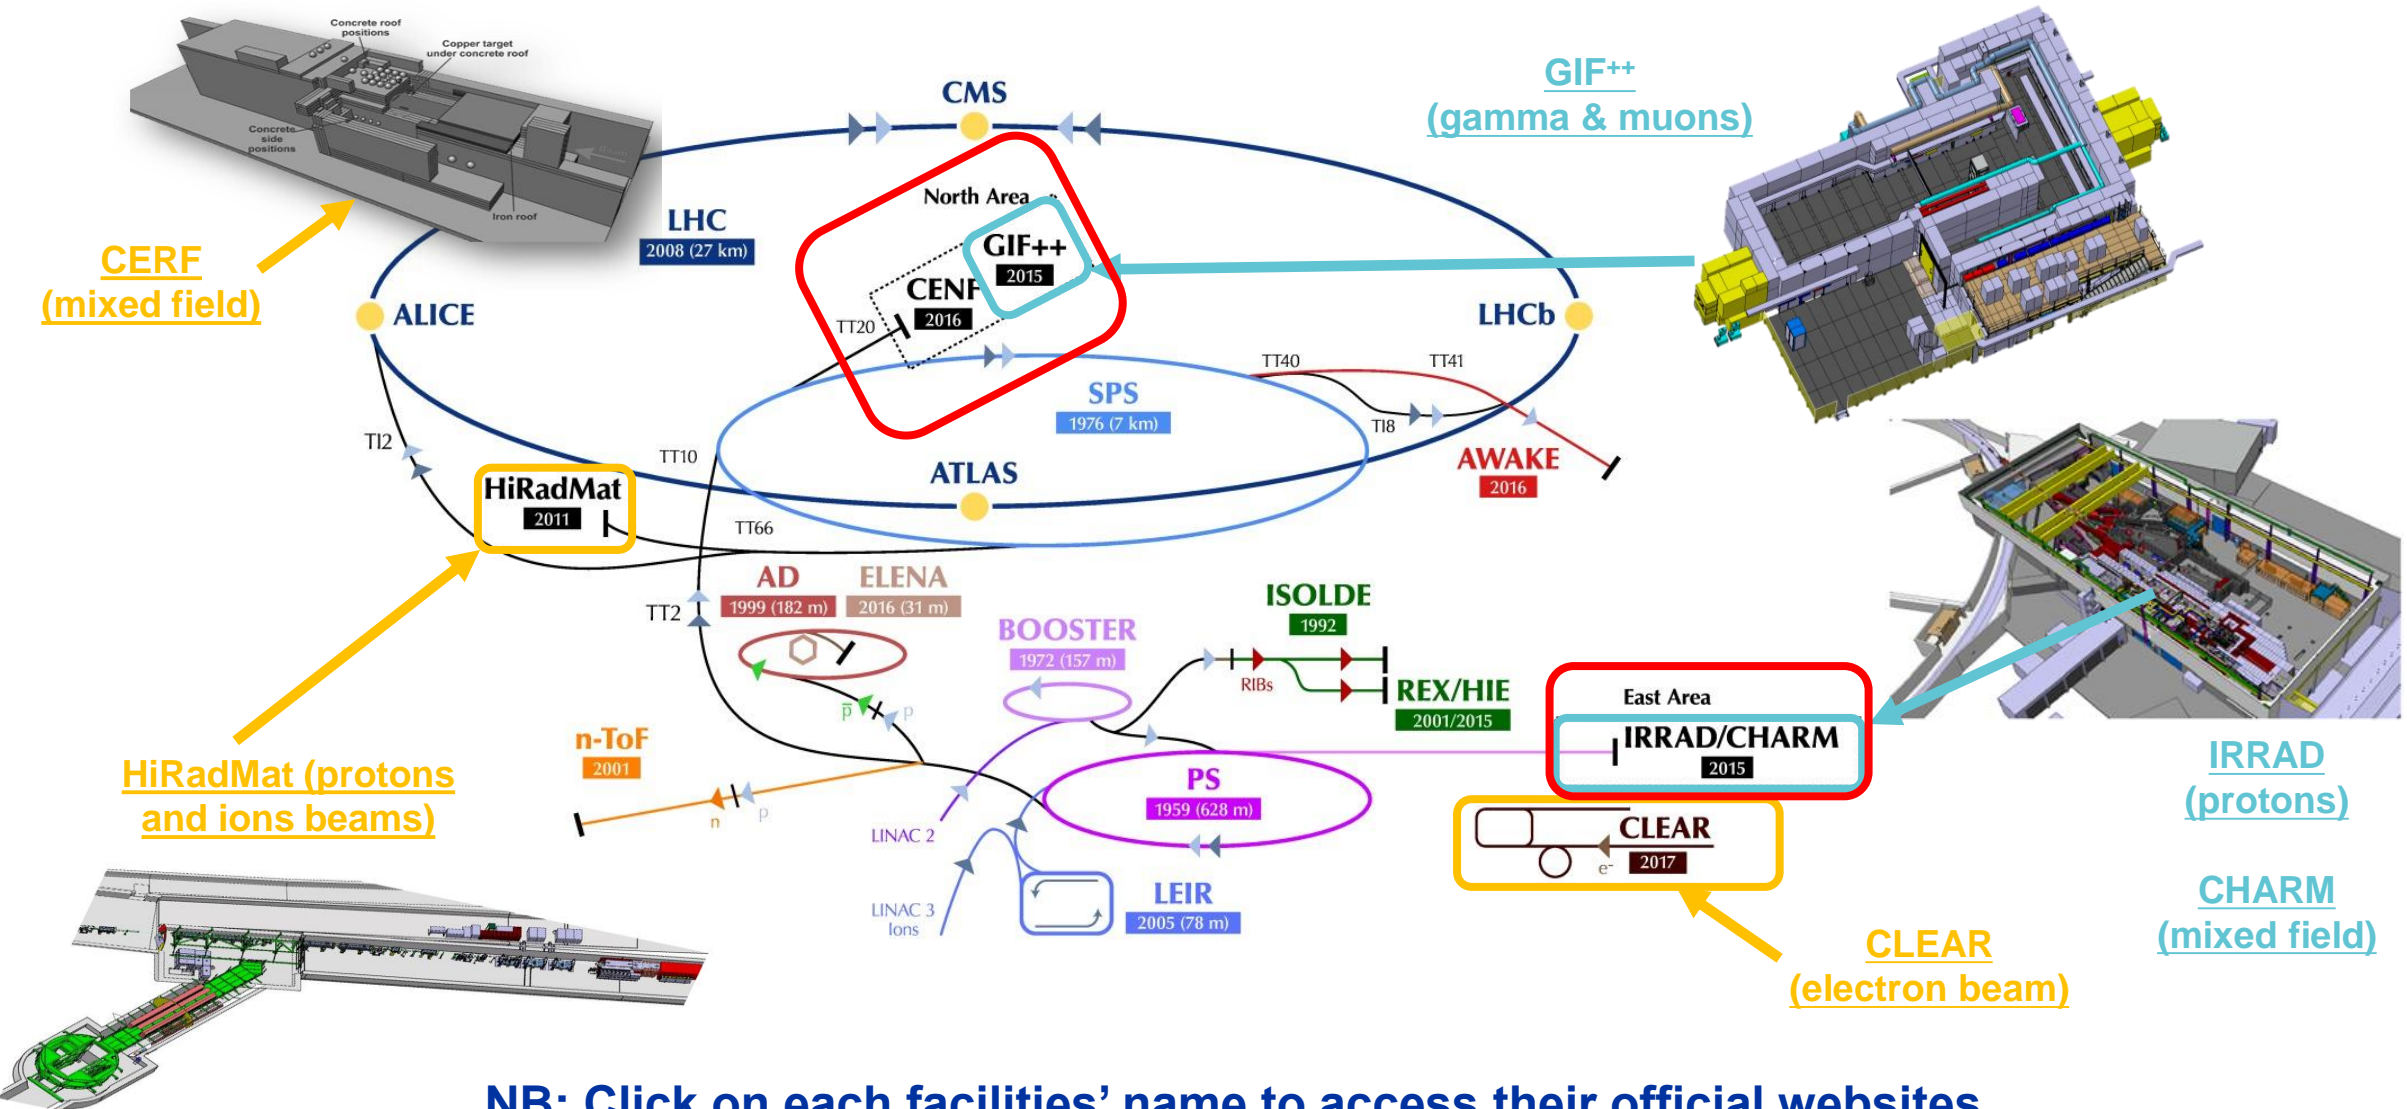 Concrete roof
positions
Copper target
under concrete roof
Concrete
side
positions
Beam
Iron roof
CERF
(mixed field)
GIF++
(gamma & muons)
CMS
North Area
LHC
2008 (27 km)
GIF++
2015
CENF
2016
TT20
ALICE
LHCb
TT40
TT41
SPS
1976 (7 km)
TI8
TI2
TT10
AWAKE
2016
ATLAS
HiRadMat
2011
TT66
AD
1999 (182 m)
ELENA
2016 (31 m)
TT2
ISOLDE
1992
BOOSTER
1972 (157 m)
RIBs
REX/HIE
2001/2015
East Area
IRRAD/CHARM
2015
p̅
p
n-ToF
2001
n
p
PS
1959 (628 m)
LINAC 2
CLEAR
2017
e-
LEIR
2005 (78 m)
LINAC 3
Ions
HiRadMat (protons
and ions beams)
IRRAD
(protons)
CHARM
(mixed field)
CLEAR
(electron beam)
NB: Click on each facilities' name to access their official websites